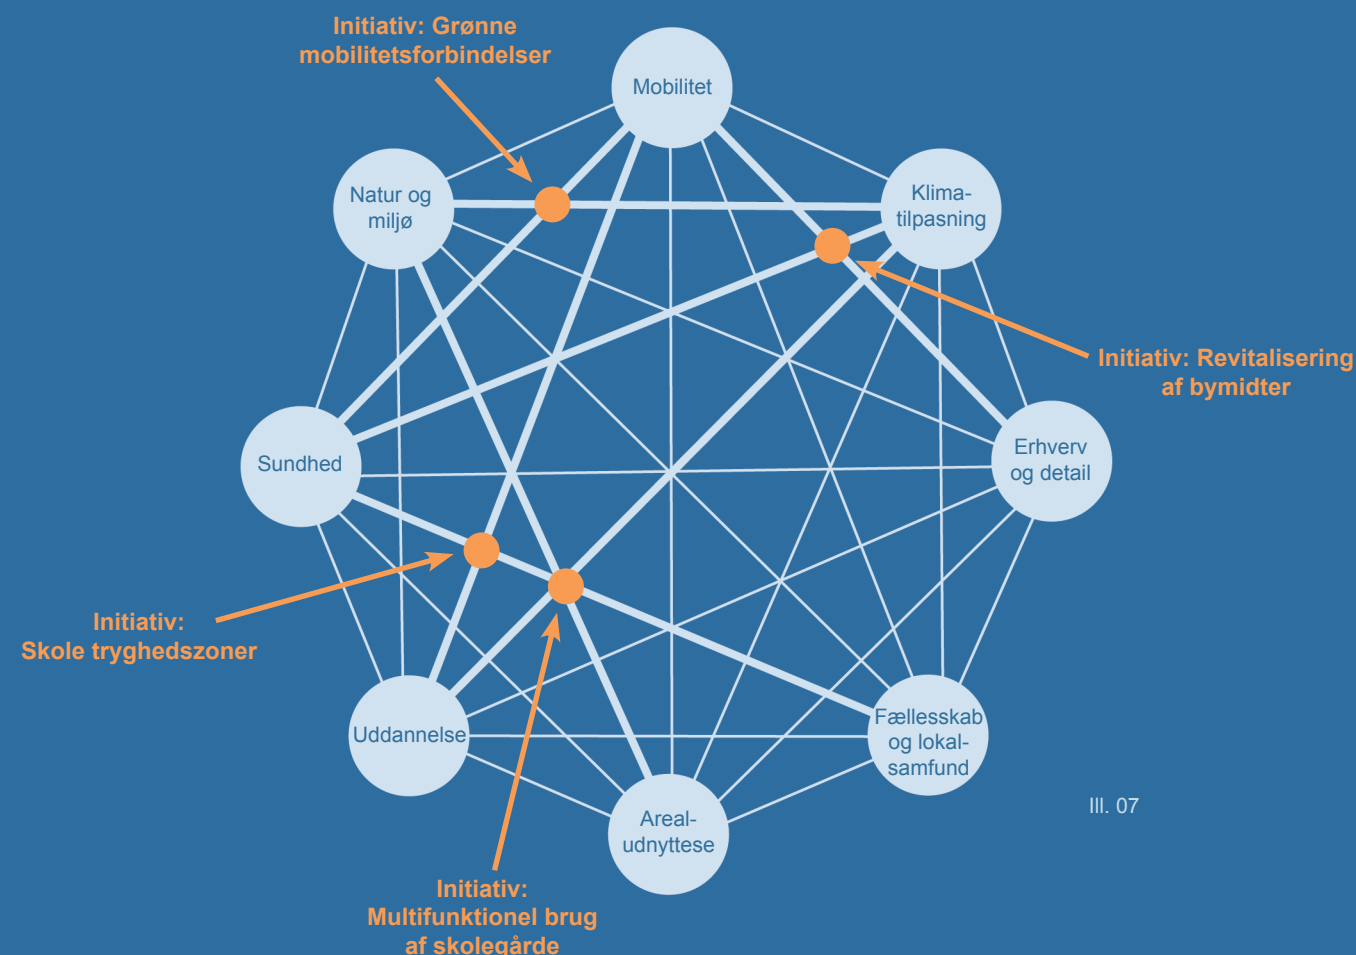 Initiativ: Grønne
mobilitetsforbindelser
Mobilitet
Natur og
miljø
Klima-
tilpasning
Initiativ: Revitalisering
af bymidter
Sundhed
Erhverv
og detail
Initiativ:
Skole tryghedszoner
Uddannelse
Fællesskab
og lokal-
samfund
Areal-
udnyttese
Ill. 07
Initiativ:
Multifunktionel brug
af skolegårde